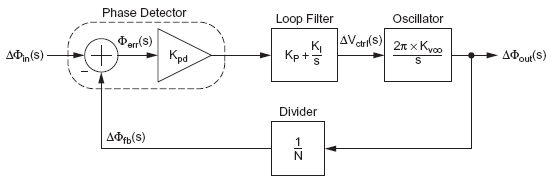 Phase Detector
Loop Filter
Oscillator
ΔΦin(s)
Φerr(s)
Kpd
KP + KI/s
ΔVctrl(s)
2π × Kvco
s
ΔΦout(s)
−
+
Divider
ΔΦfb(s)
1
N